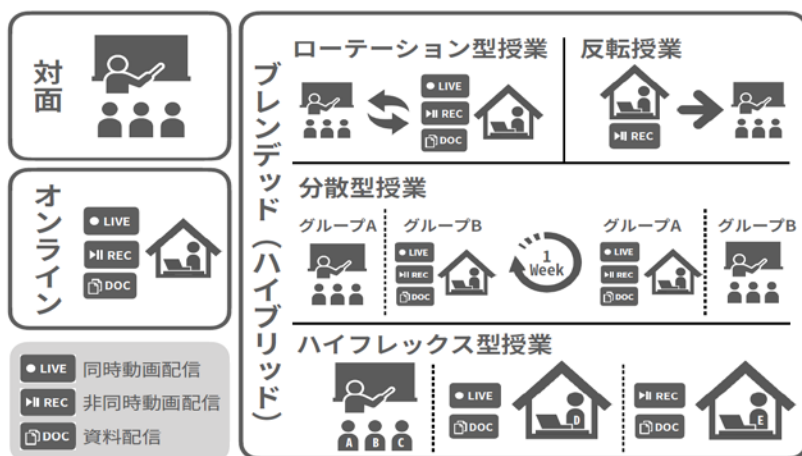 対面
オンライン
● LIVE
REC
DOC
● LIVE 同時動画配信
REC 非同時動画配信
DOC 資料配信
ブレンデッド（ハイブリッド）
ローテーション型授業
● LIVE
REC
DOC
反転授業
REC
分散型授業
グループA
グループB
● LIVE
REC
DOC
1
Week
グループA
● LIVE
REC
DOC
グループB
ハイフレックス型授業
A B C
● LIVE
DOC
D
REC
DOC
E